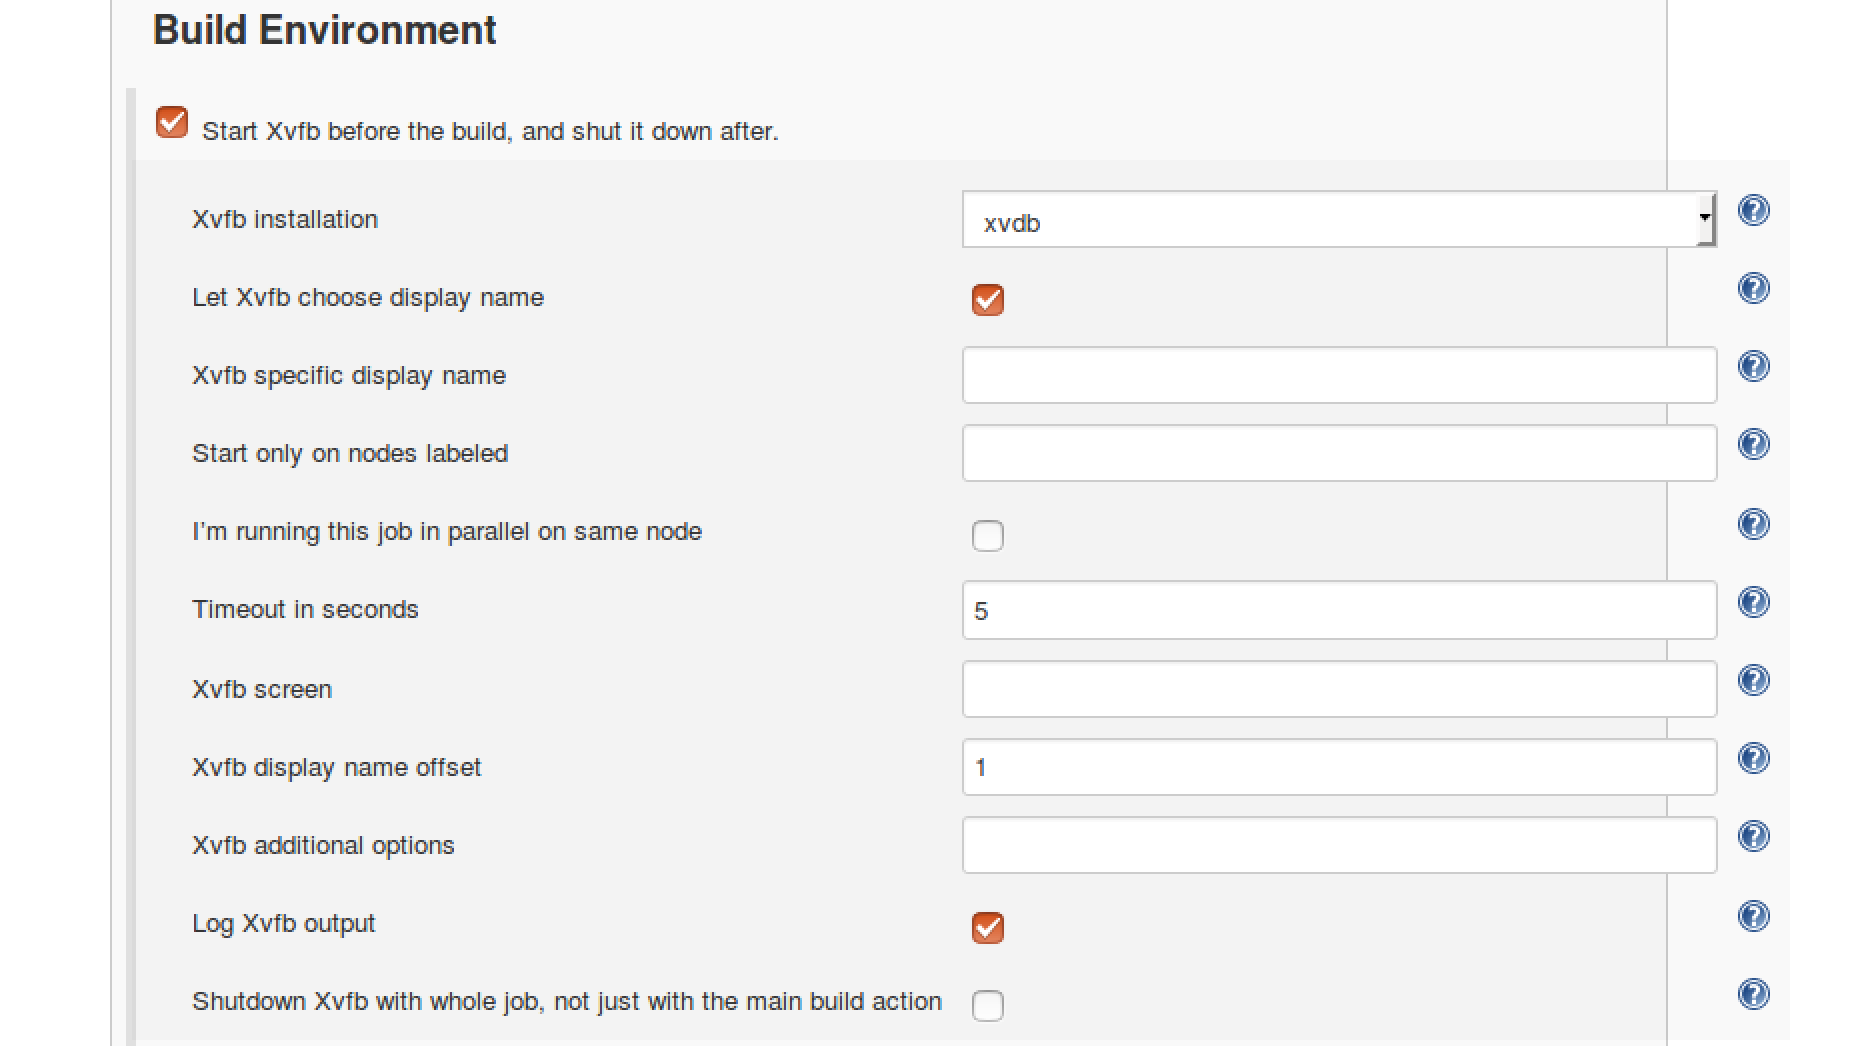 Build Environment
Start Xvfb before the build, and shut it down after.
Xvfb installation
xvdb
Let Xvfb choose display name
Xvfb specific display name
Start only on nodes labeled
I'm running this job in parallel on same node
Timeout in seconds
5
Xvfb screen
Xvfb display name offset
1
Xvfb additional options
Log Xvfb output
Shutdown Xvfb with whole job, not just with the main build action